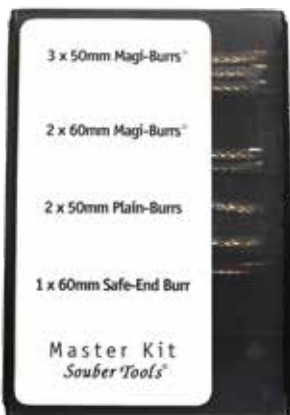 3 x 50mm Magi-Burrs®
2 x 60mm Magi-Burrs®
2 x 50mm Plain-Burrs
1 x 60mm Safe-End Burr
Master Kit
Souber Tools®